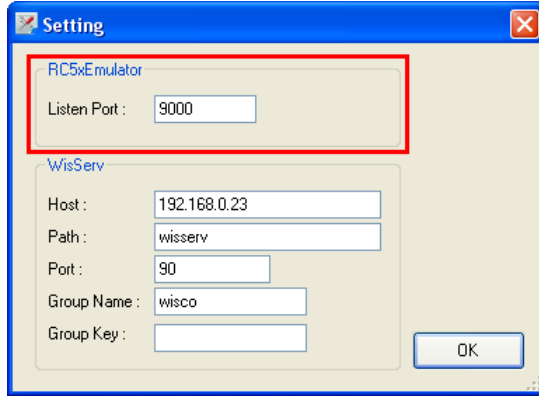 Setting
RC5xEmulator
Listen Port : 9000
WisServ
Host : 192.168.0.23
Path : wisserv
Port : 90
Group Name : wisco
Group Key :
OK